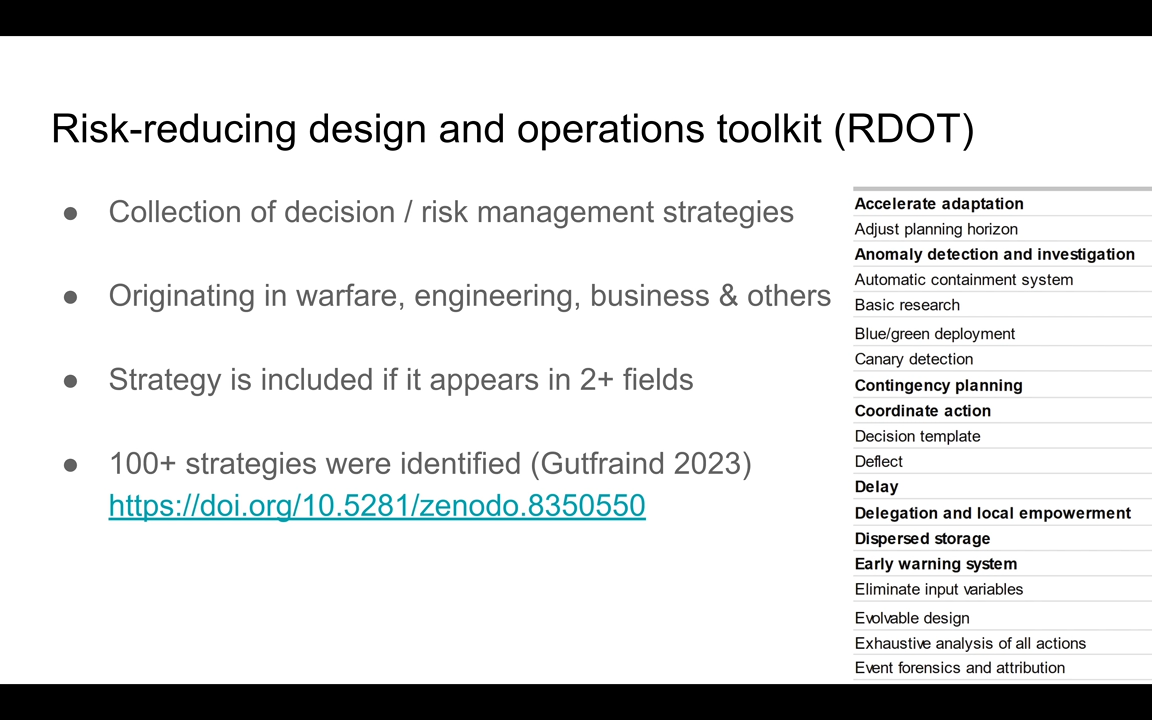 Risk-reducing design and operations toolkit (RDOT)
● Collection of decision / risk management strategies
● Originating in warfare, engineering, business & others
● Strategy is included if it appears in 2+ fields
● 100+ strategies were identified (Gutfraind 2023)
https://doi.org/10.5281/zenodo.8350550
Accelerate adaptation
Adjust planning horizon
Anomaly detection and investigation
Automatic containment system
Basic research
Blue/green deployment
Canary detection
Contingency planning
Coordinate action
Decision template
Deflect
Delay
Delegation and local empowerment
Dispersed storage
Early warning system
Eliminate input variables
Evolvable design
Exhaustive analysis of all actions
Event forensics and attribution